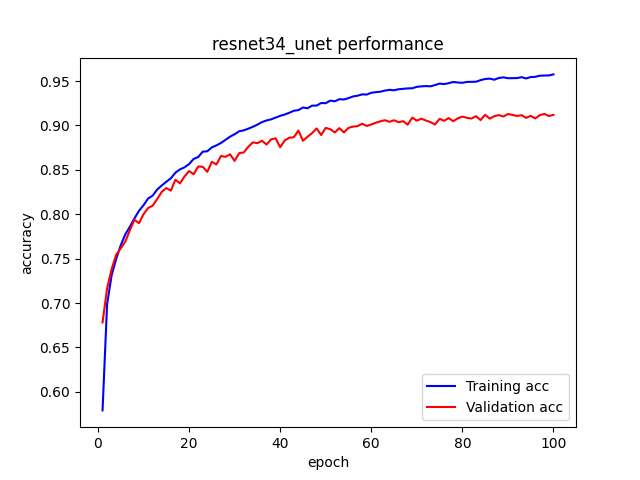 resnet34_unet performance
accuracy
0.95
0.90
0.85
0.80
0.75
0.70
0.65
0.60
0 20 40 60 80 100
epoch
Training acc
Validation acc